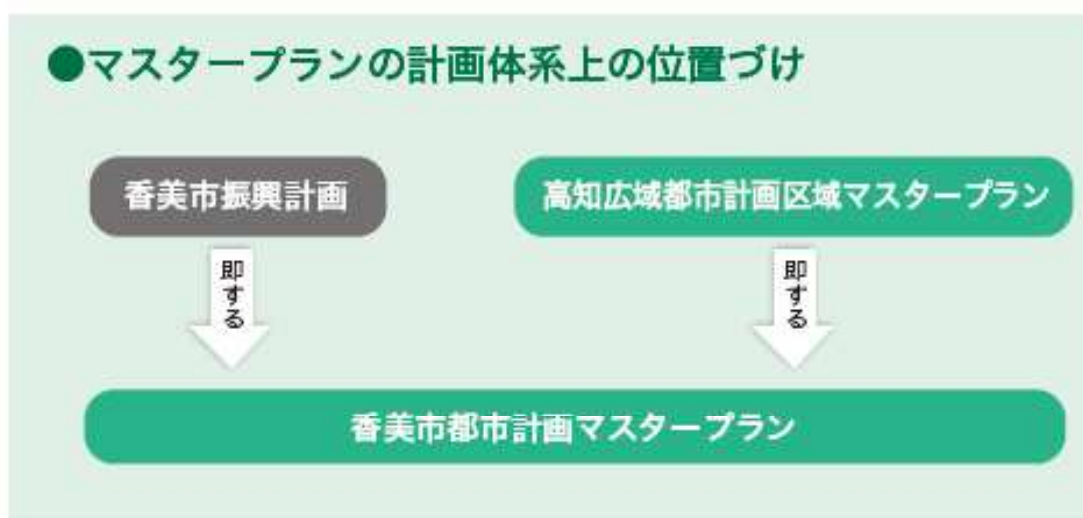 ●マスタープランの計画体系上の位置づけ
香美市振興計画
高知広域都市計画区域マスタープラン
即する
即する
香美市都市計画マスタープラン